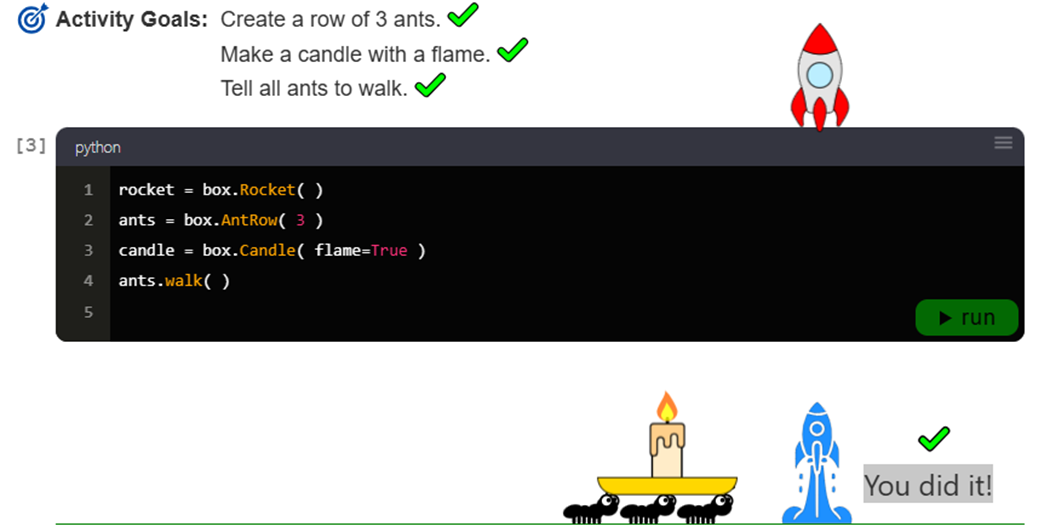 Activity Goals: Create a row of 3 ants.
Make a candle with a flame.
Tell all ants to walk.
[3]
python
1 rocket = box.Rocket( )
2 ants = box.AntRow( 3 )
3 candle = box.Candle( flame=True )
4 ants.walk( )
5
run
You did it!